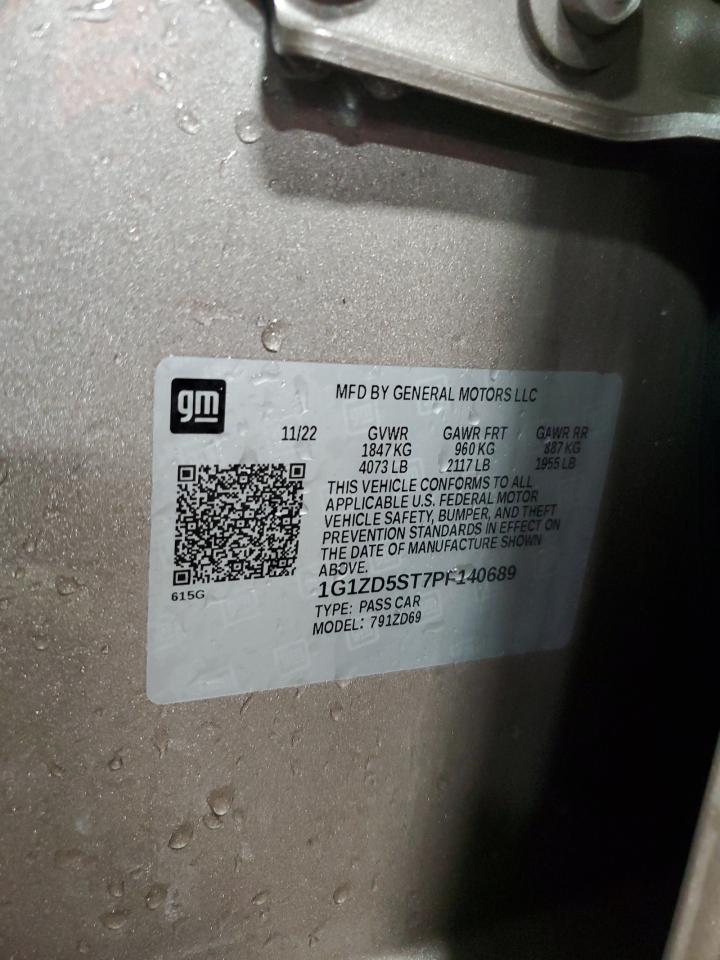 gm
MFD BY GENERAL MOTORS LLC
11/22 GVWR GAWR FRT GAWR RR
1847 KG 960 KG 887 KG
4073 LB 2117 LB 1955 LB
THIS VEHICLE CONFORMS TO ALL
APPLICABLE U.S. FEDERAL MOTOR
VEHICLE SAFETY, BUMPER, AND THEFT
PREVENTION STANDARDS IN EFFECT ON
THE DATE OF MANUFACTURE SHOWN
ABOVE.
615G
1G1ZD5ST7PF140689
TYPE: PASS CAR
MODEL: 791ZD69